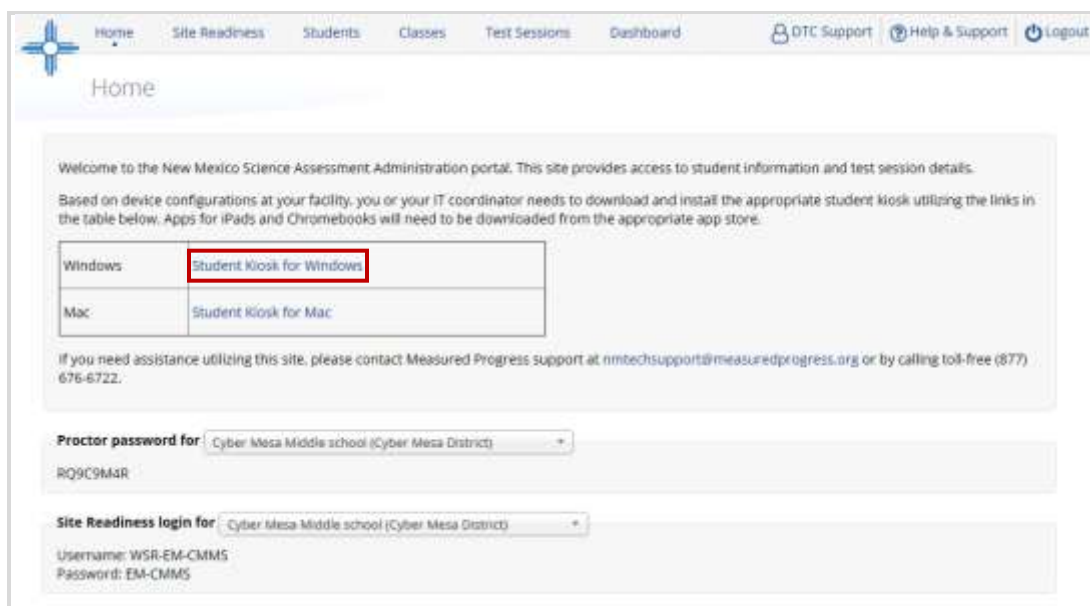 Home Site Readiness Students Classes Test Sessions Dashboard DTC Support Help & Support Logout
Home
Welcome to the New Mexico Science Assessment Administration portal. This site provides access to student information and test session details.
Based on device configurations at your facility, you or your IT coordinator needs to download and install the appropriate student kiosk utilizing the links in
the table below. Apps for iPads and Chromebooks will need to be downloaded from the appropriate app store.
Windows Student Kiosk for Windows
Mac Student Kiosk for Mac
If you need assistance utilizing this site, please contact Measured Progress support at nmtechsupport@measuredprogress.org or by calling toll-free (877)
676-6722.
Proctor password for Cyber Mesa Middle school (Cyber Mesa District)
RQ9C9M4R
Site Readiness login for Cyber Mesa Middle school (Cyber Mesa District)
Username: WSR-EM-CMMS
Password: EM-CMMS